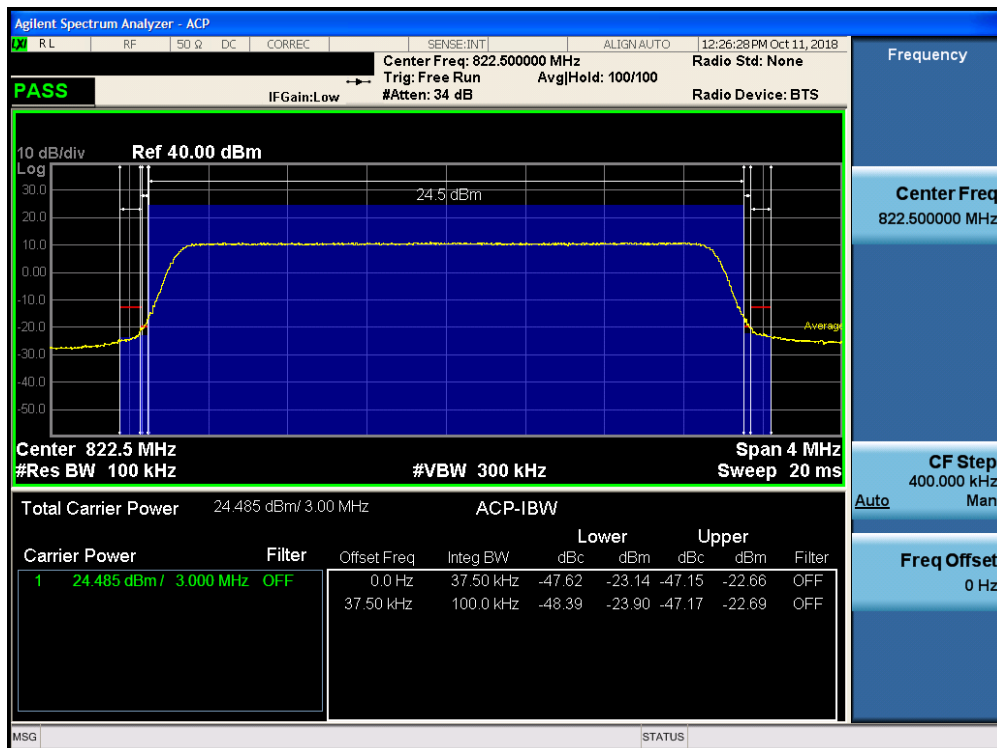 Agilent Spectrum Analyzer - ACP
LXI RL RF 50 Ω DC CORREC SENSE:INT ALIGN AUTO 12:26:28 PM Oct 11, 2018
Center Freq: 822.500000 MHz Radio Std: None
Trig: Free Run Avg|Hold: 100/100
PASS IFGain:Low #Atten: 34 dB Radio Device: BTS
Frequency
10 dB/div Ref 40.00 dBm
Log
30.0
24.5 dBm
20.0
10.0
0.00
-10.0
-20.0
Average
-30.0
-40.0
-50.0
Center 822.5 MHz Span 4 MHz
#Res BW 100 kHz #VBW 300 kHz Sweep 20 ms
Total Carrier Power 24.485 dBm/ 3.00 MHz ACP-IBW
Lower Upper
Carrier Power Filter Offset Freq Integ BW dBc dBm dBc dBm Filter
1 24.485 dBm / 3.000 MHz OFF 0.0 Hz 37.50 kHz -47.62 -23.14 -47.15 -22.66 OFF
37.50 kHz 100.0 kHz -48.39 -23.90 -47.17 -22.69 OFF
Center Freq
822.500000 MHz
CF Step
400.000 kHz
Auto Man
Freq Offset
0 Hz
MSG STATUS